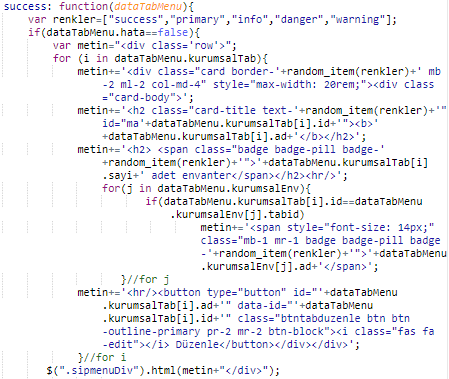 success: function(dataTabMenu){
var renkler=["success","primary","info","danger","warning"];
if(dataTabMenu.hata==false){
var metin="<div class='row'>";
for (i in dataTabMenu.kurumsalTab){
metin+='<div class="card border-'+random_item(renkler)+' mb
-2 ml-2 col-md-4" style="max-width: 20rem;"><div class=
"card-body">';
metin+='<h2 class="card-title text-'+random_item(renkler)+'"
id="ma'+dataTabMenu.kurumsalTab[i].id+'"><b>'
+dataTabMenu.kurumsalTab[i].ad+'</b></h2>';
metin+='<h2> <span class="badge badge-pill badge-'
+random_item(renkler)+'">'+dataTabMenu.kurumsalTab[i]
.sayi+' adet envanter</span></h2><hr/>';
for(j in dataTabMenu.kurumsalEnv){
if(dataTabMenu.kurumsalTab[i].id==dataTabMenu
.kurumsalEnv[j].tabid)
metin+='<span style="font-size: 14px;"
class="mb-1 mr-1 badge badge-pill badge
-'+random_item(renkler)+'">'+dataTabMenu
.kurumsalEnv[j].ad+'</span>';
}//for j
metin+='<hr/><button type="button" id="'+dataTabMenu
.kurumsalTab[i].ad+'" data-id="'+dataTabMenu
.kurumsalTab[i].id+'" class="btntabduzenle btn btn
-outline-primary pr-2 mr-2 btn-block"><i class="fas fa
-edit"></i> Düzenle</button></div></div>';
}//for i
$(".sipmenuDiv").html(metin+"</div>");